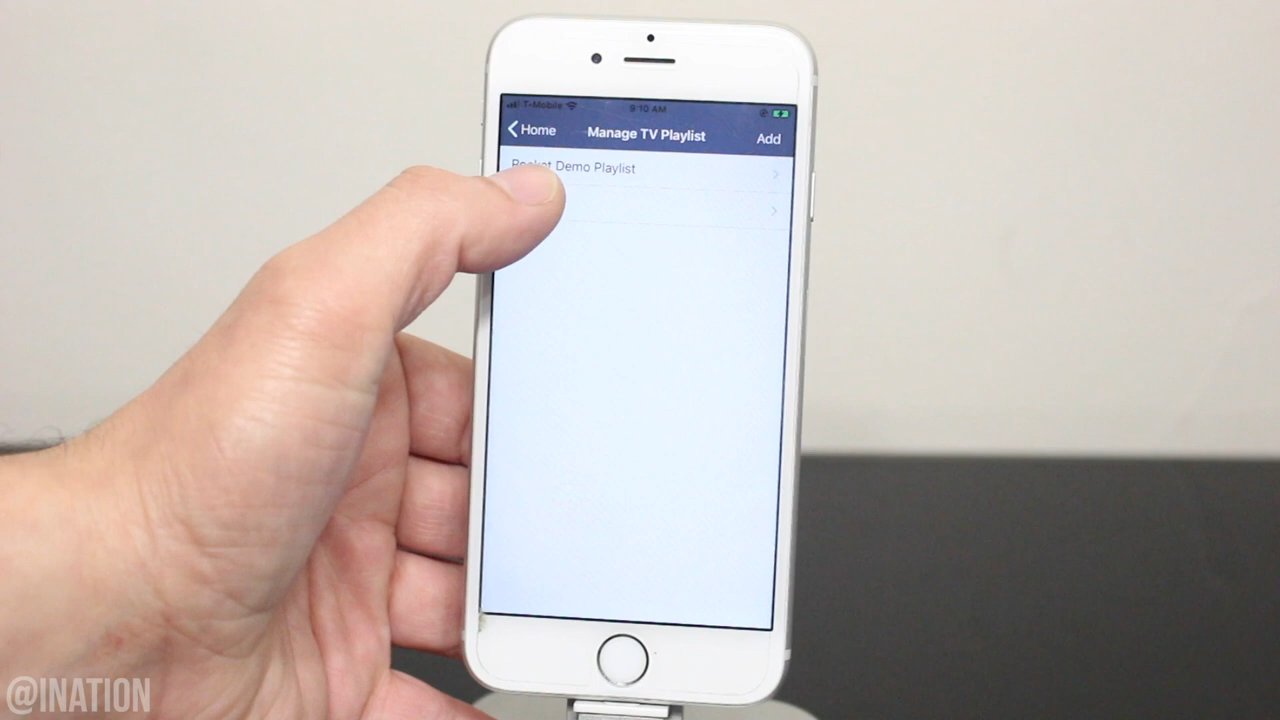 T-Mobile 9:10 AM
Home Manage TV Playlist Add
Rocket Demo Playlist
@INATION